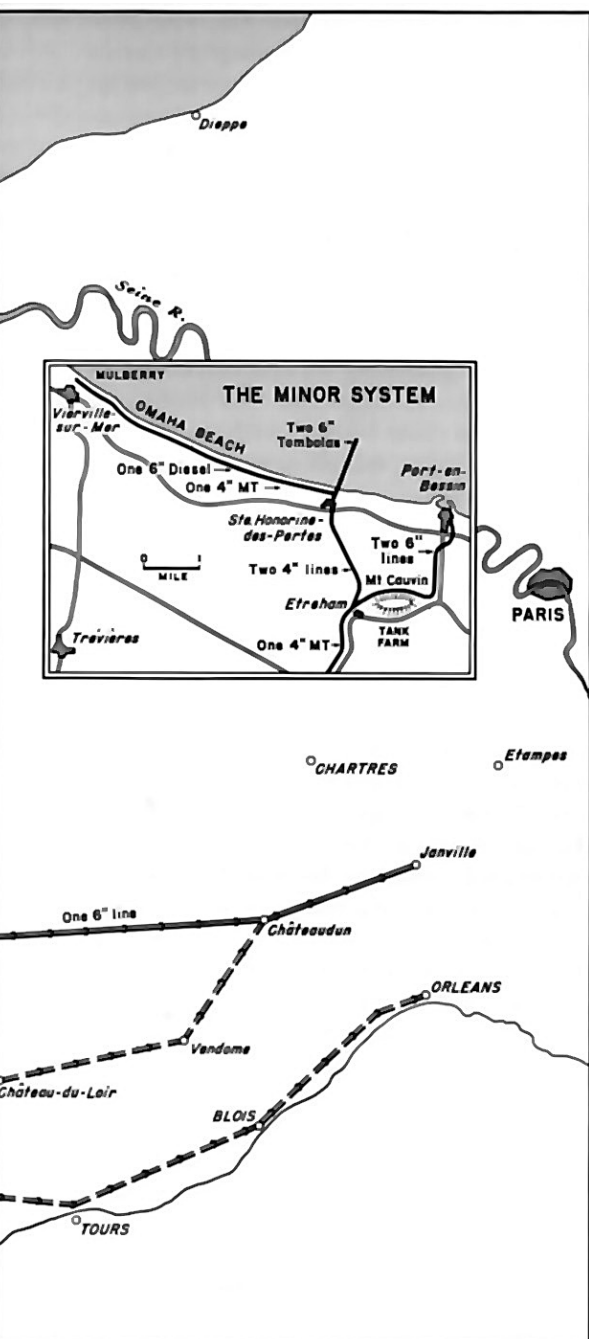 Dieppe
Seine R.
MULBERRY
THE MINOR SYSTEM
Vierville-
sur-Mer
OMAHA BEACH
Two 6"
Tombolas
Port-en-
Bessin
One 6" Diesel
One 4" MT
Ste. Honorine-
des-Pertes
Two 6"
lines
0 1
MILE
Two 4" lines
Mt Cauvin
Etreham
PARIS
Trévières
TANK
FARM
One 4" MT
CHARTRES
Etampes
Janville
One 6" line
Châteaudun
ORLEANS
Vendome
Château-du-Loir
BLOIS
TOURS